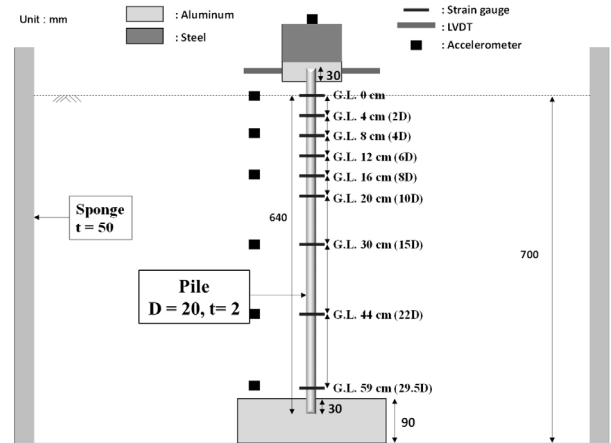 Unit : mm
: Aluminum
: Steel
: Strain gauge
: LVDT
: Accelerometer
30
G.L. 0 cm
G.L. 4 cm (2D)
G.L. 8 cm (4D)
G.L. 12 cm (6D)
G.L. 16 cm (8D)
G.L. 20 cm (10D)
Sponge
t = 50
640
G.L. 30 cm (15D)
700
Pile
D = 20, t= 2
G.L. 44 cm (22D)
G.L. 59 cm (29.5D)
30
90